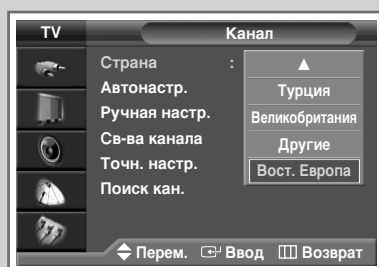 TV
Канал
Страна :
▲
Автонастр.
Турция
Ручная настр.
Великобритания
Св-ва канала
Другие
Точн. настр.
Вост. Европа
Поиск кан.
Перем. Ввод Возврат